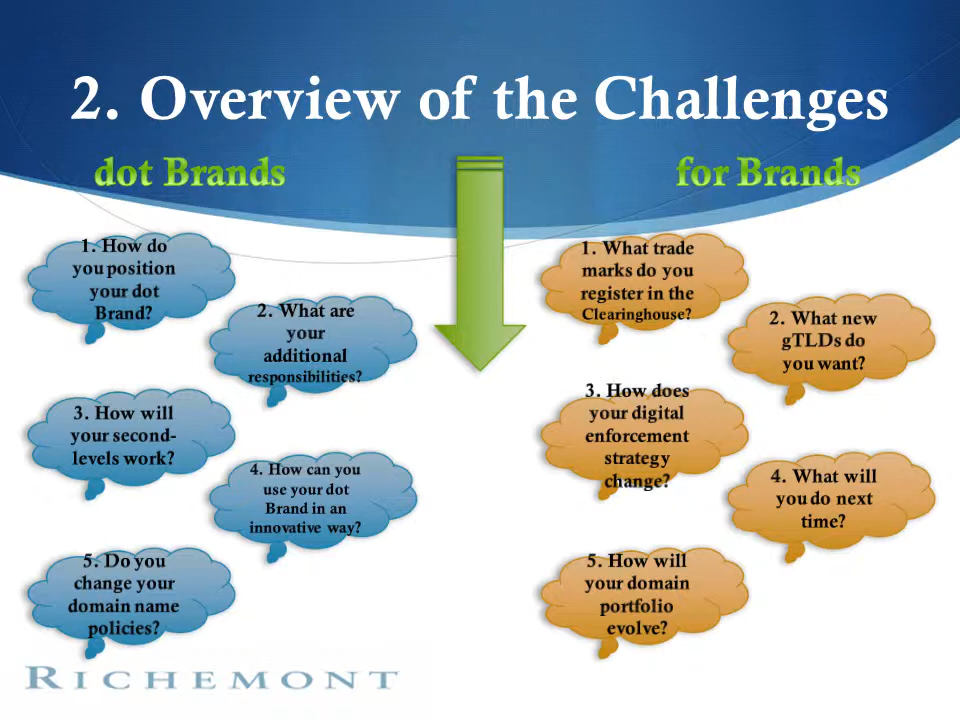 2. Overview of the Challenges
dot Brands
1. How do
you position
your dot
Brand?
2. What are
your
additional
responsibilities?
3. How will
your second-
levels work?
4. How can you
use your dot
Brand in an
innovative way?
5. Do you
change your
domain name
policies?
for Brands
1. What trade
marks do you
register in the
Clearinghouse?
2. What new
gTLDs do
you want?
3. How does
your digital
enforcement
strategy
change?
4. What will
you do next
time?
5. How will
your domain
portfolio
evolve?
RICHEMONT